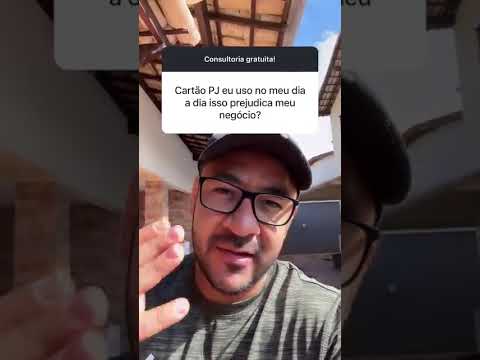 Consultoria gratuita!
Cartão PJ eu uso no meu dia
a dia isso prejudica meu
negócio?